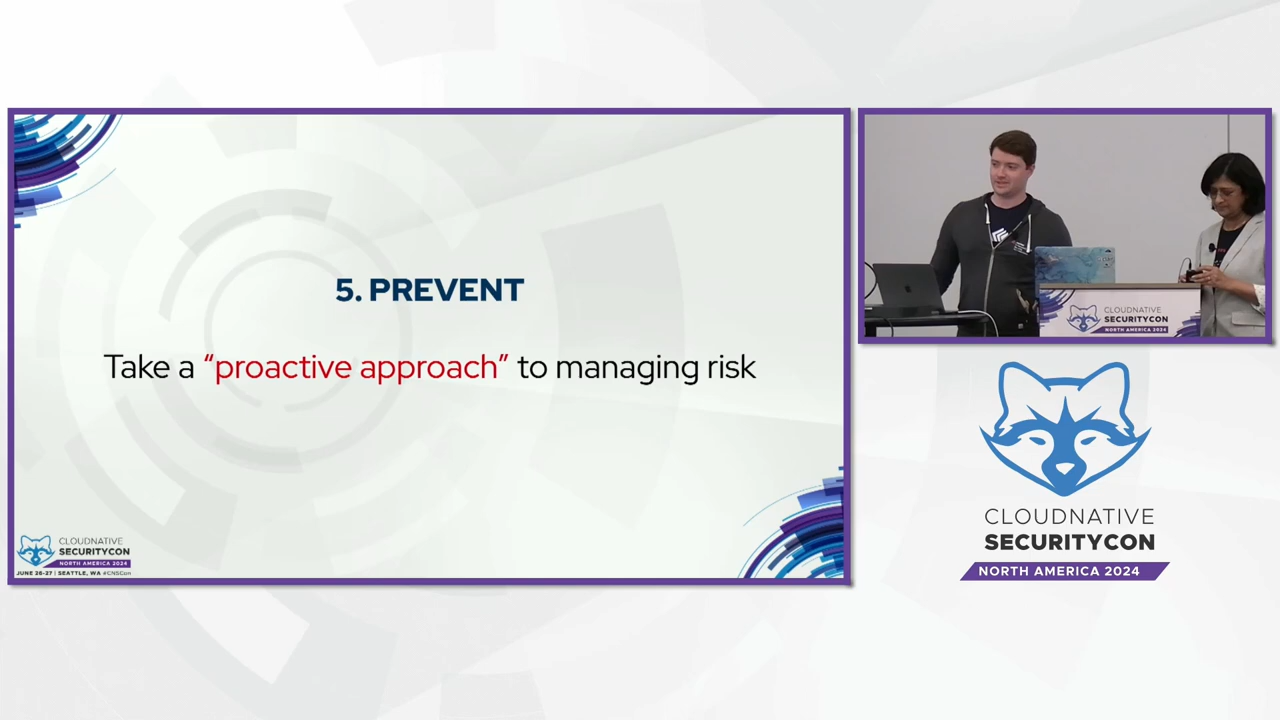 5. PREVENT
Take a “proactive approach” to managing risk
CLOUDNATIVE
SECURITYCON
NORTH AMERICA 2024
JUNE 26-27 | SEATTLE, WA #CNSCon
CLOUDNATIVE
SECURITYCON
NORTH AMERICA 2024
CLOUDNATIVE
SECURITYCON
NORTH AMERICA 2024